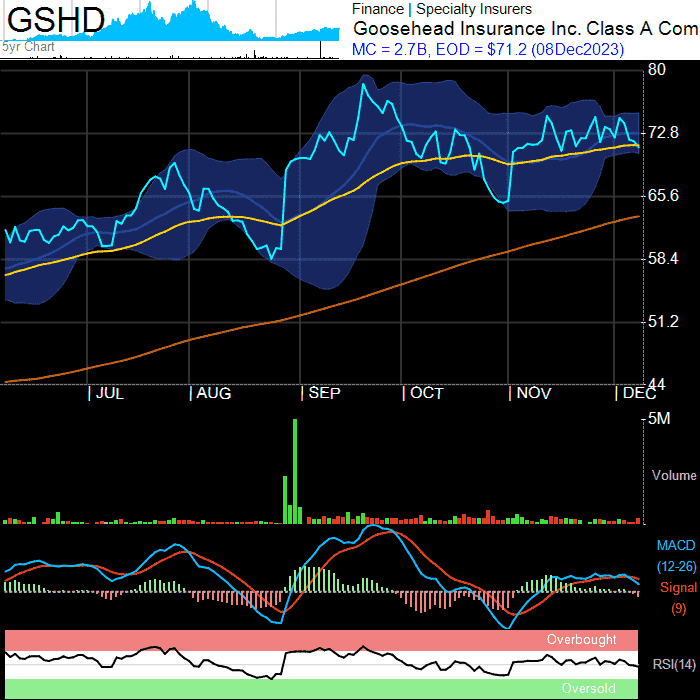 GSHD
5yr Chart
Finance | Specialty Insurers
Goosehead Insurance Inc. Class A Com
MC = 2.7B, EOD = $71.2 (08Dec2023)
80
72.8
65.6
58.4
51.2
44
| JUL | AUG | SEP | OCT | NOV | DEC
5M
Volume
MACD
(12-26)
Signal
(9)
Overbought
RSI(14)
Oversold